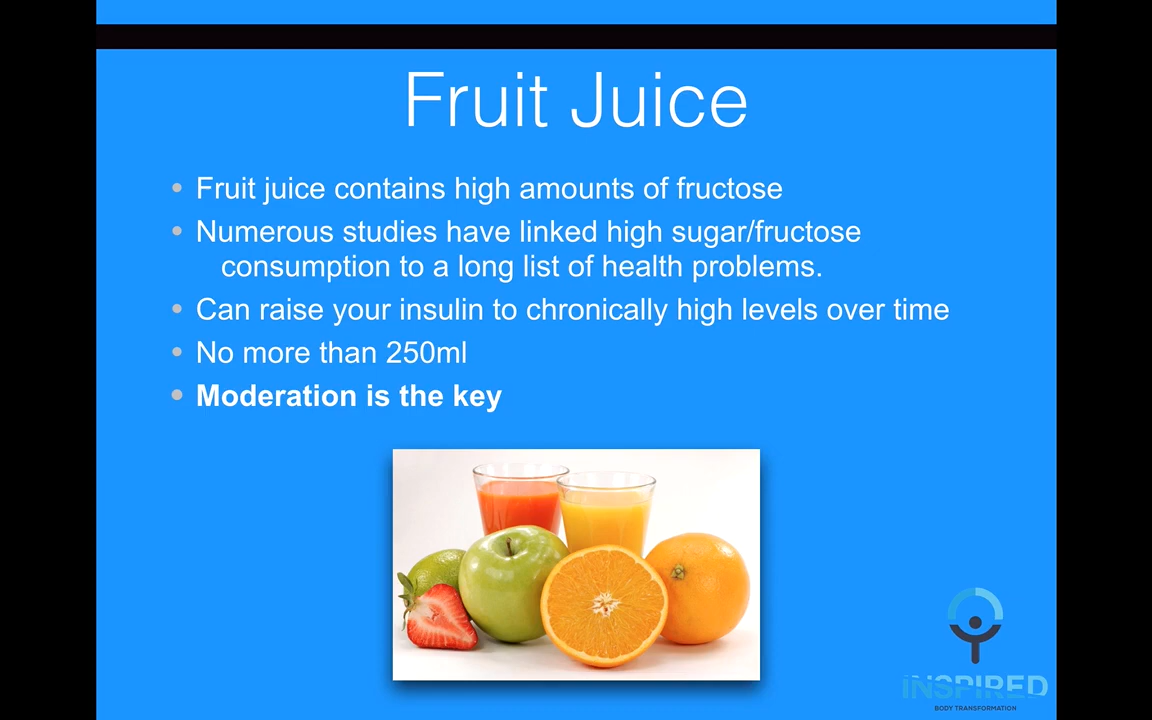 Fruit Juice
• Fruit juice contains high amounts of fructose
• Numerous studies have linked high sugar/fructose
consumption to a long list of health problems.
• Can raise your insulin to chronically high levels over time
• No more than 250ml
• Moderation is the key
INSPIRED
BODY TRANSFORMATION